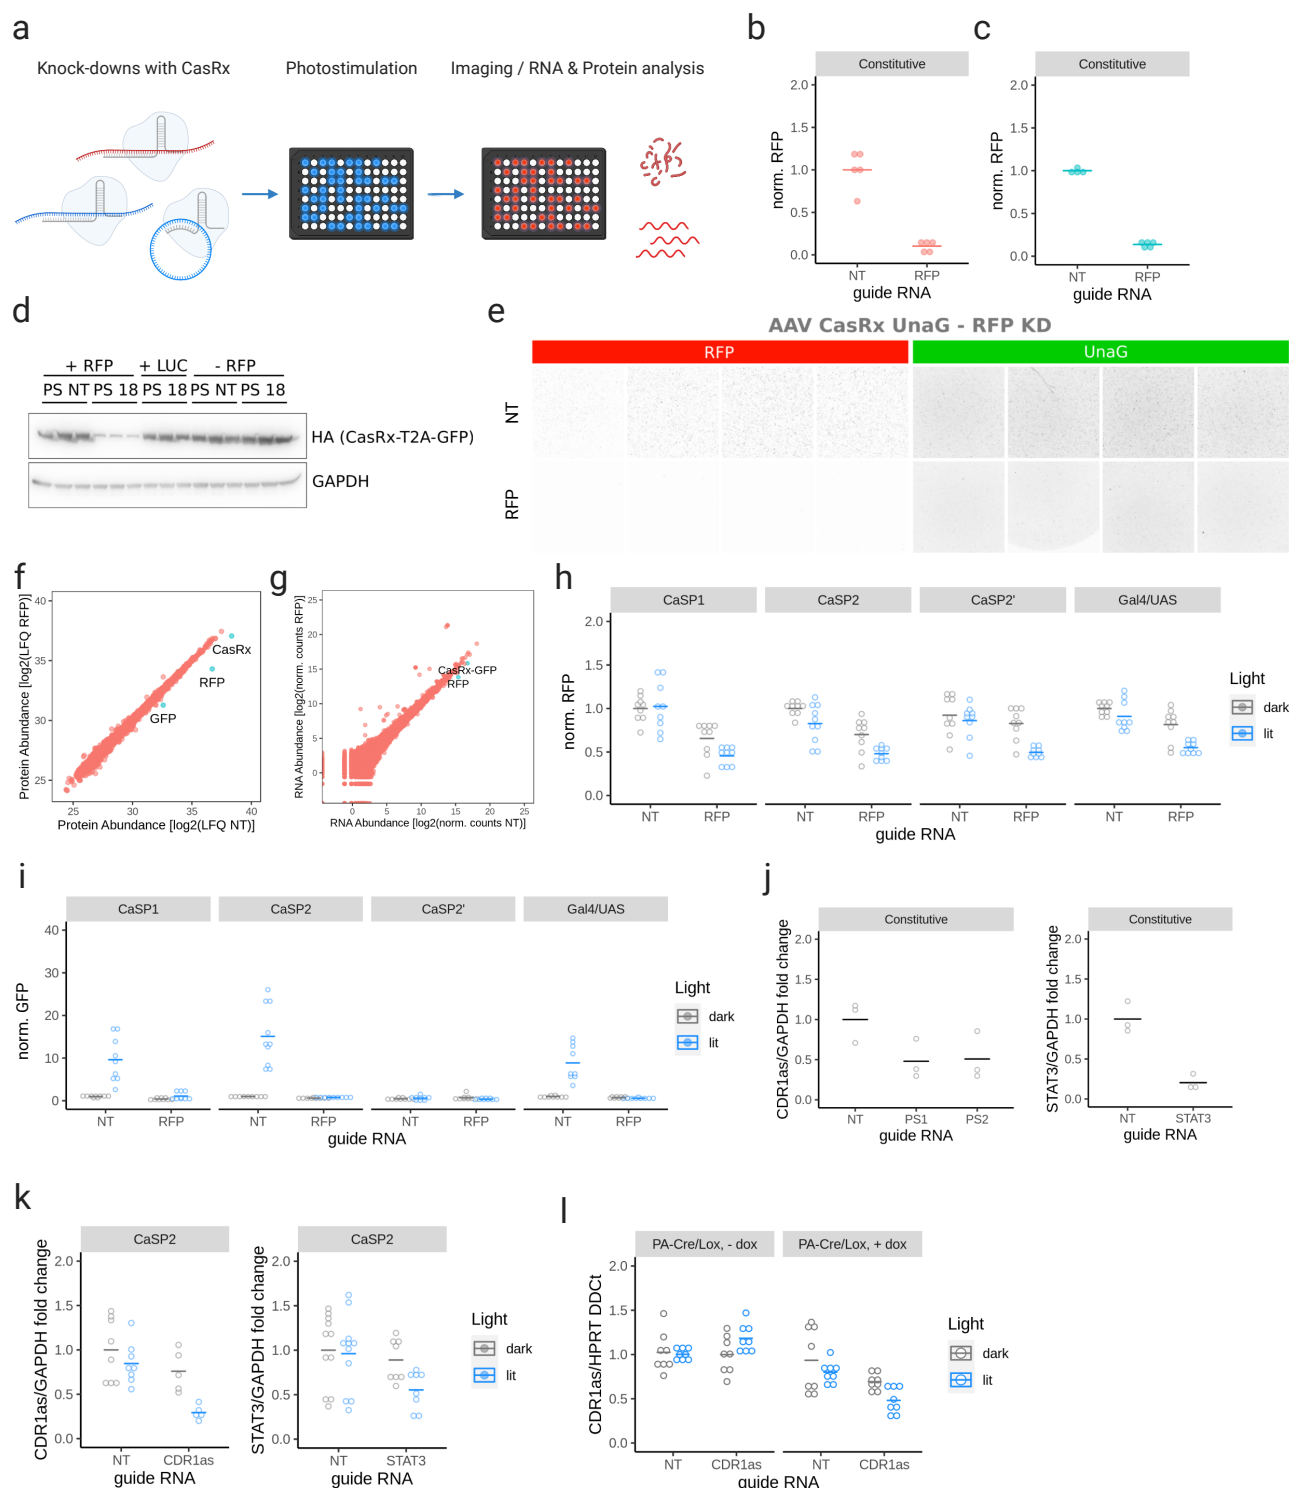 a
Knock-downs with CasRx
Photostimulation
Imaging / RNA & Protein analysis
b
Constitutive
norm. RFP
2.0
1.5
1.0
0.5
0.0
NT RFP
guide RNA
c
Constitutive
norm. RFP
2.0
1.5
1.0
0.5
0.0
NT RFP
guide RNA
d
+ RFP + LUC - RFP
PS NT PS 18 PS 18 PS NT PS 18
HA (CasRx-T2A-GFP)
GAPDH
e
AAV CasRx UnaG - RFP KD
RFP UnaG
NT
RFP
f
Protein Abundance [log2(LFQ RFP)]
40
35
30
25
CasRx
RFP
GFP
25 30 35 40
Protein Abundance [log2(LFQ NT)]
g
RNA Abundance [log2(norm. counts RFP)]
25
20
15
10
5
0
CasRx-GFP
RFP
0 5 10 15 20 25
RNA Abundance [log2(norm. counts NT)]
h
CaSP1 CaSP2 CaSP2' Gal4/UAS
norm. RFP
2.0
1.5
1.0
0.5
0.0
NT RFP NT RFP NT RFP NT RFP
guide RNA
Light
dark
lit
i
CaSP1 CaSP2 CaSP2' Gal4/UAS
norm. GFP
40
30
20
10
0
NT RFP NT RFP NT RFP NT RFP
guide RNA
Light
dark
lit
j
Constitutive
CDR1as/GAPDH fold change
2.0
1.5
1.0
0.5
0.0
NT PS1 PS2
guide RNA
Constitutive
STAT3/GAPDH fold change
2.0
1.5
1.0
0.5
0.0
NT STAT3
guide RNA
k
CaSP2
CDR1as/GAPDH fold change
2.0
1.5
1.0
0.5
0.0
NT CDR1as
guide RNA
CaSP2
STAT3/GAPDH fold change
2.0
1.5
1.0
0.5
0.0
NT STAT3
guide RNA
Light
dark
lit
l
PA-Cre/Lox, - dox PA-Cre/Lox, + dox
CDR1as/HPRT DDCt
2.0
1.5
1.0
0.5
0.0
NT CDR1as NT CDR1as
guide RNA
Light
dark
lit